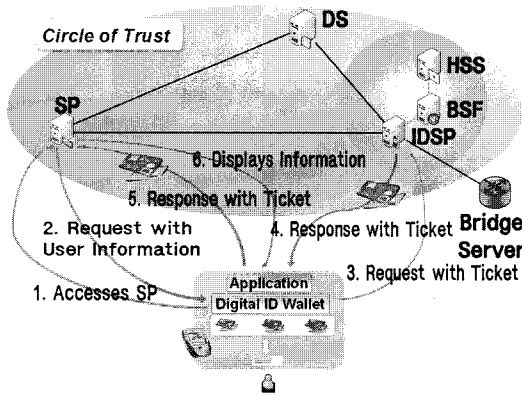 Circle of Trust
DS
HSS
BSF
SP
IDSP
6. Displays Information
5. Response with Ticket
2. Request with
User Information
4. Response with Ticket
Bridge
Server
3. Request with Ticket
1. Accesses SP
Application
Digital ID Wallet